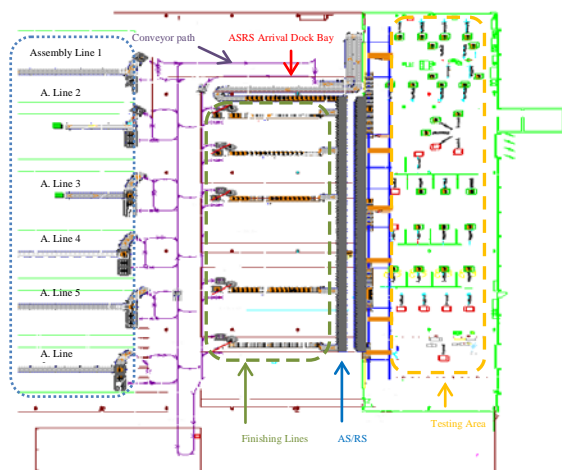 Conveyor path
ASRS Arrival Dock Bay
Assembly Line 1
A. Line 2
A. Line 3
A. Line 4
A. Line 5
A. Line
Finishing Lines
AS/RS
Testing Area